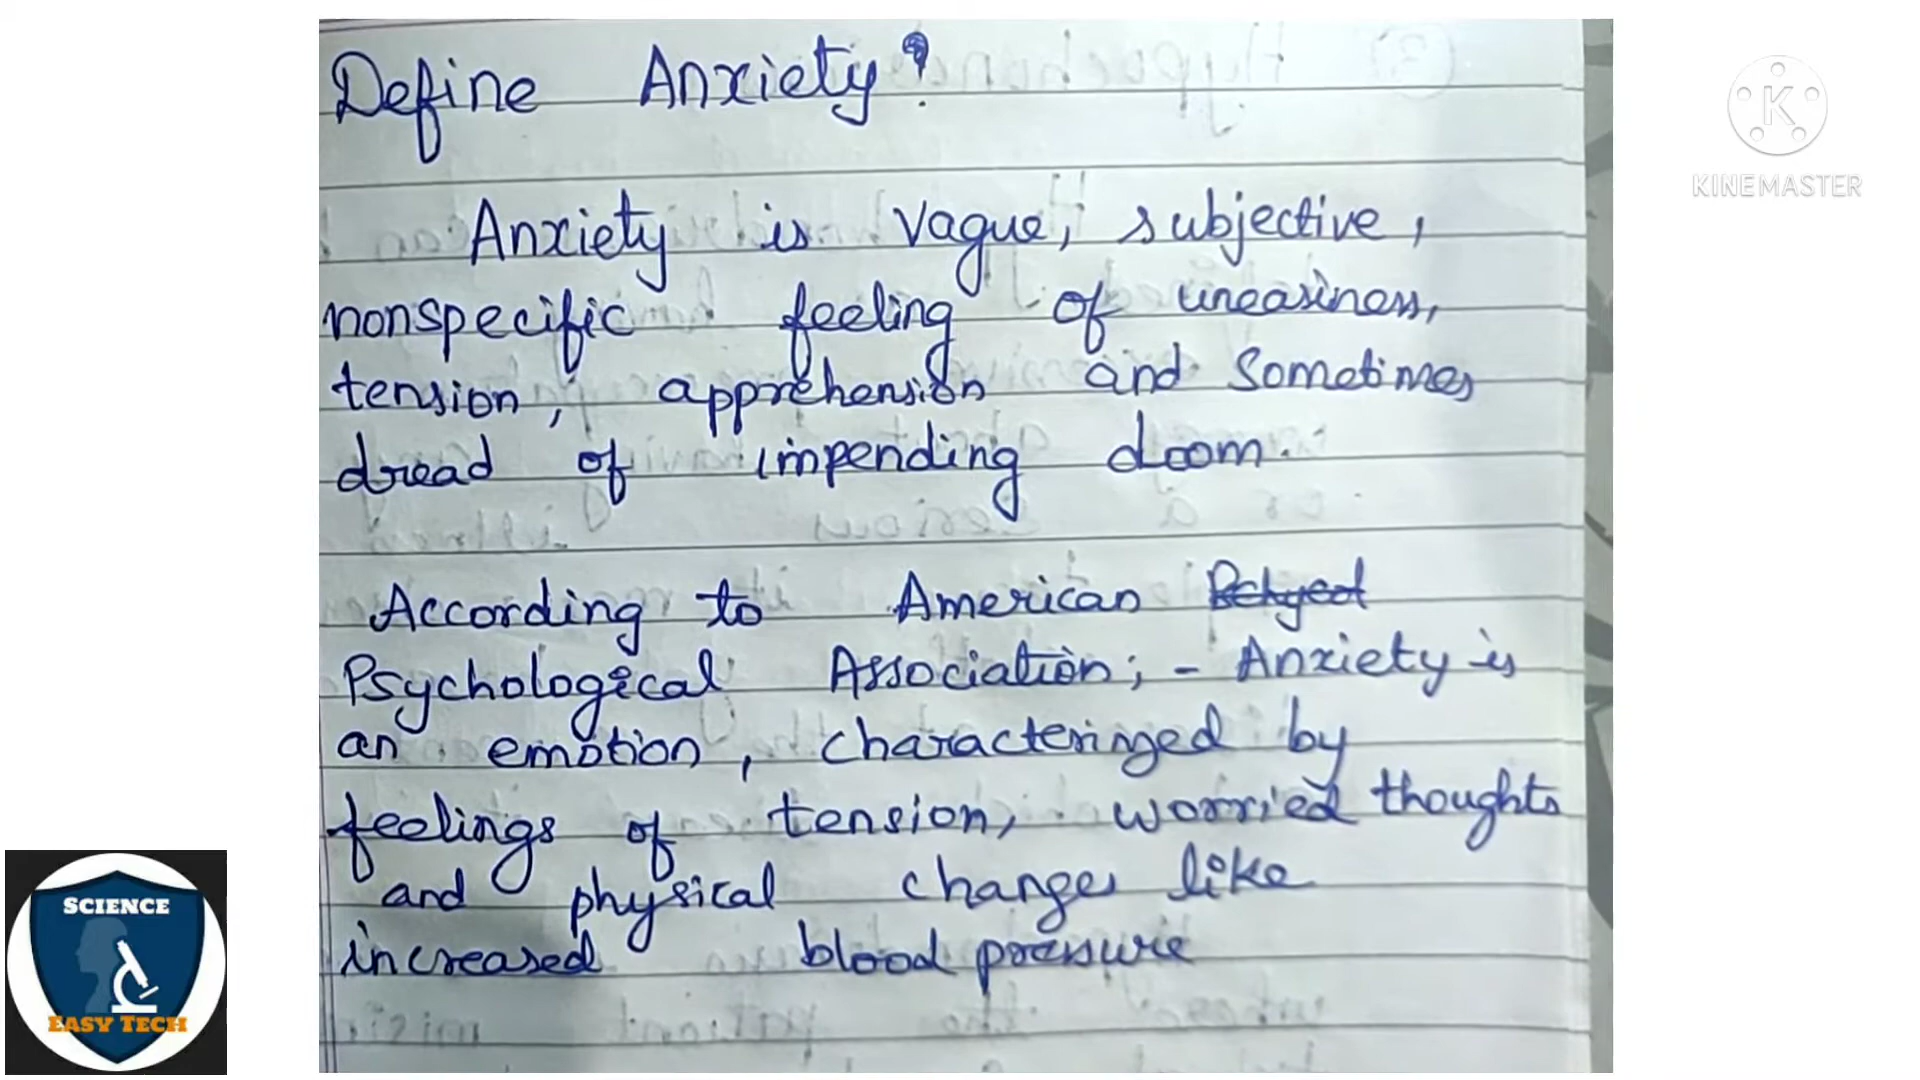 Define Anxiety?
Anxiety is vague, subjective,
nonspecific feeling of uneasiness,
tension, apprehension and sometimes
dread of impending doom.
According to American
Psychological Association; - Anxiety is
an emotion, characterized by
feelings of tension, worried thoughts
and physical changes like
increased blood pressure
KINEMASTER
SCIENCE
EASY TECH